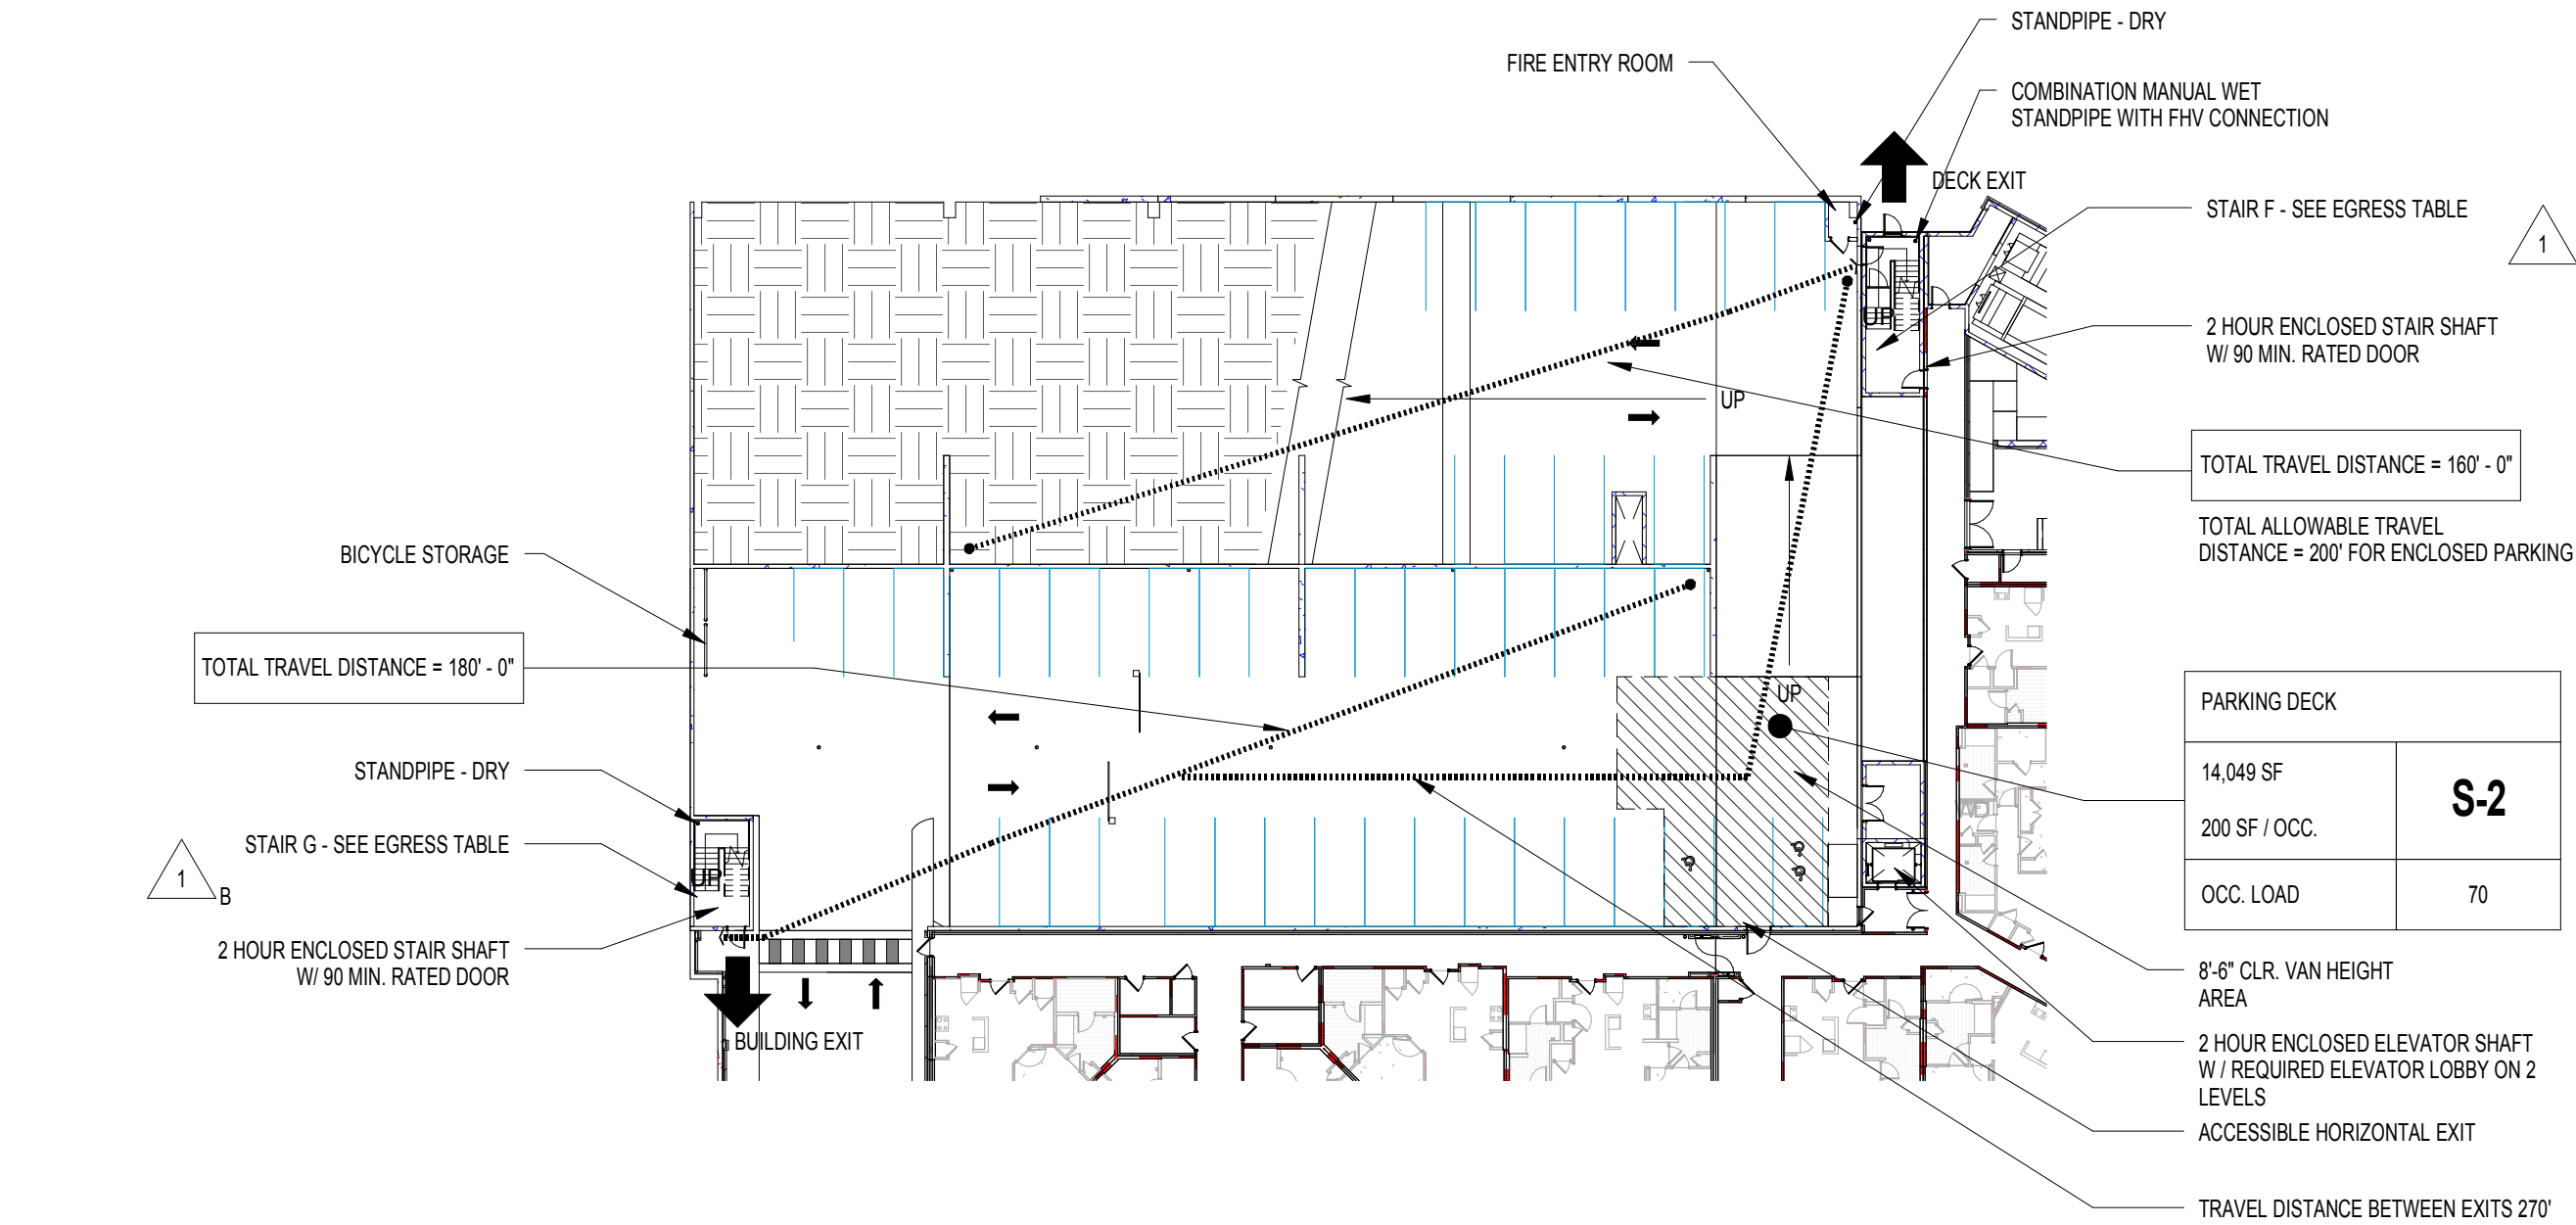 STANDPIPE - DRY
FIRE ENTRY ROOM
COMBINATION MANUAL WET
STANDPIPE WITH FHV CONNECTION
DECK EXIT
STAIR F - SEE EGRESS TABLE
1
UP
2 HOUR ENCLOSED STAIR SHAFT
W/ 90 MIN. RATED DOOR
UP
TOTAL TRAVEL DISTANCE = 160' - 0"
TOTAL ALLOWABLE TRAVEL
DISTANCE = 200' FOR ENCLOSED PARKING
BICYCLE STORAGE
TOTAL TRAVEL DISTANCE = 180' - 0"
UP
PARKING DECK
14,049 SF
200 SF / OCC.
S-2
OCC. LOAD
70
STANDPIPE - DRY
STAIR G - SEE EGRESS TABLE
1
B
UP
2 HOUR ENCLOSED STAIR SHAFT
W/ 90 MIN. RATED DOOR
BUILDING EXIT
8'-6" CLR. VAN HEIGHT
AREA
2 HOUR ENCLOSED ELEVATOR SHAFT
W / REQUIRED ELEVATOR LOBBY ON 2
LEVELS
ACCESSIBLE HORIZONTAL EXIT
TRAVEL DISTANCE BETWEEN EXITS 270'